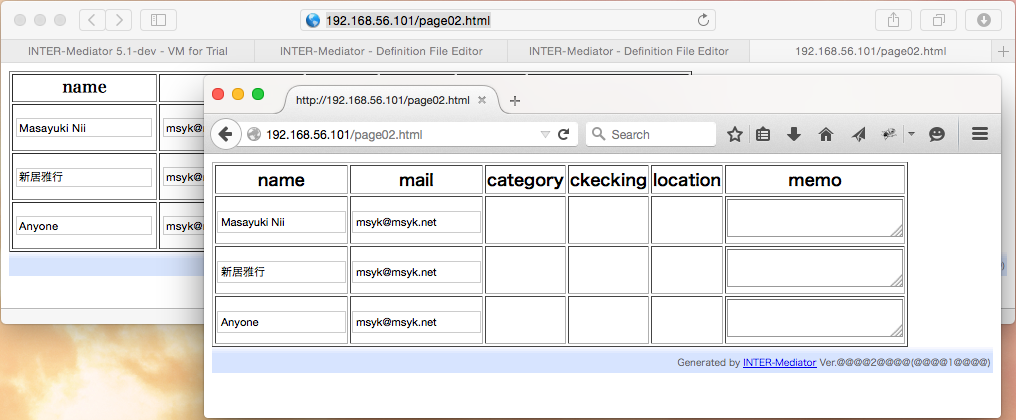 192.168.56.101/page02.html
INTER-Mediator 5.1-dev - VM for Trial
INTER-Mediator - Definition File Editor
INTER-Mediator - Definition File Editor
192.168.56.101/page02.html
name
Masayuki Nii
新居雅行
Anyone
http://192.168.56.101/page02.html
192.168.56.101/page02.html
Search
name mail category ckecking location memo
Masayuki Nii msyk@msyk.net
新居雅行 msyk@msyk.net
Anyone msyk@msyk.net
Generated by INTER-Mediator Ver.@@@@2@@@@(@@@@1@@@@)